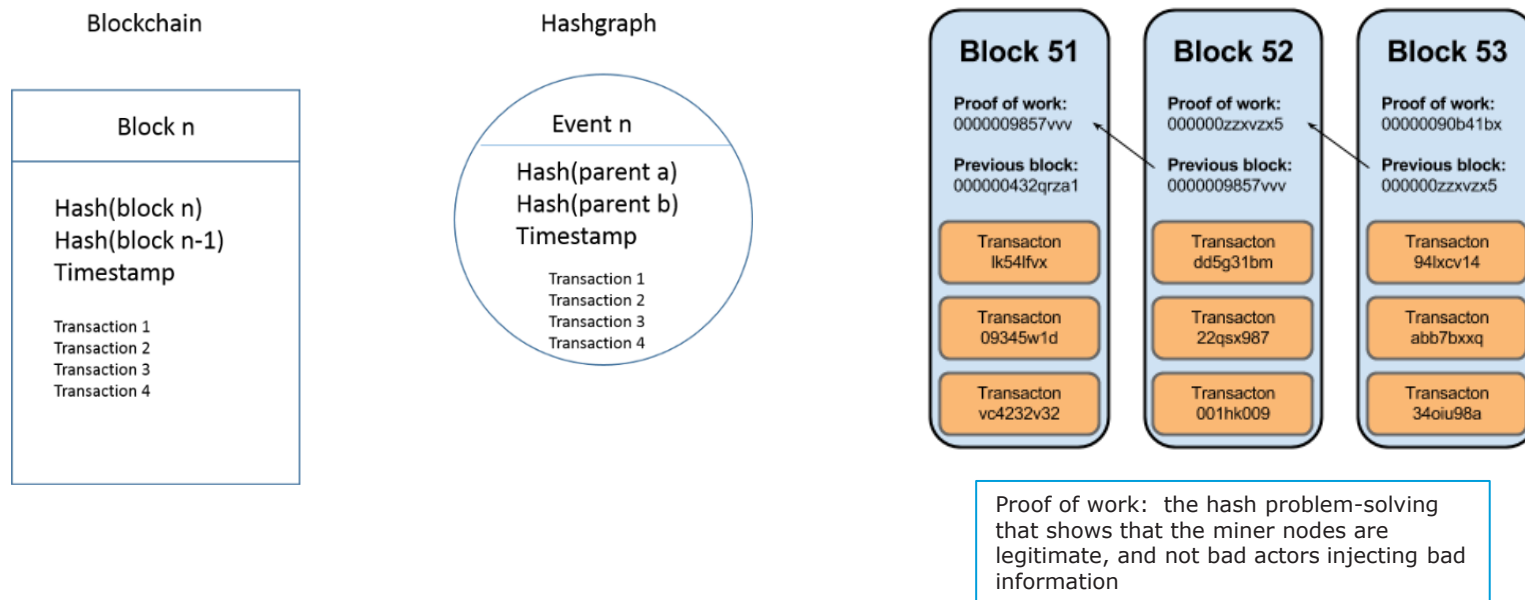 Blockchain
Block n
Hash(block n)
Hash(block n-1)
Timestamp
Transaction 1
Transaction 2
Transaction 3
Transaction 4
Hashgraph
Event n
Hash(parent a)
Hash(parent b)
Timestamp
Transaction 1
Transaction 2
Transaction 3
Transaction 4
Block 51
Proof of work:
0000009857vvv
Previous block:
000000432qrza1
Transacton
lk54lfvx
Transacton
09345w1d
Transacton
vc4232v32
Block 52
Proof of work:
000000zzxvzx5
Previous block:
0000009857vvv
Transacton
dd5g31bm
Transacton
22qsx987
Transacton
001hk009
Block 53
Proof of work:
00000090b41bx
Previous block:
000000zzxvzx5
Transacton
94lxcv14
Transacton
abb7bxxq
Transacton
34oiu98a
Proof of work:  the hash problem-solving
that shows that the miner nodes are
legitimate, and not bad actors injecting bad
information